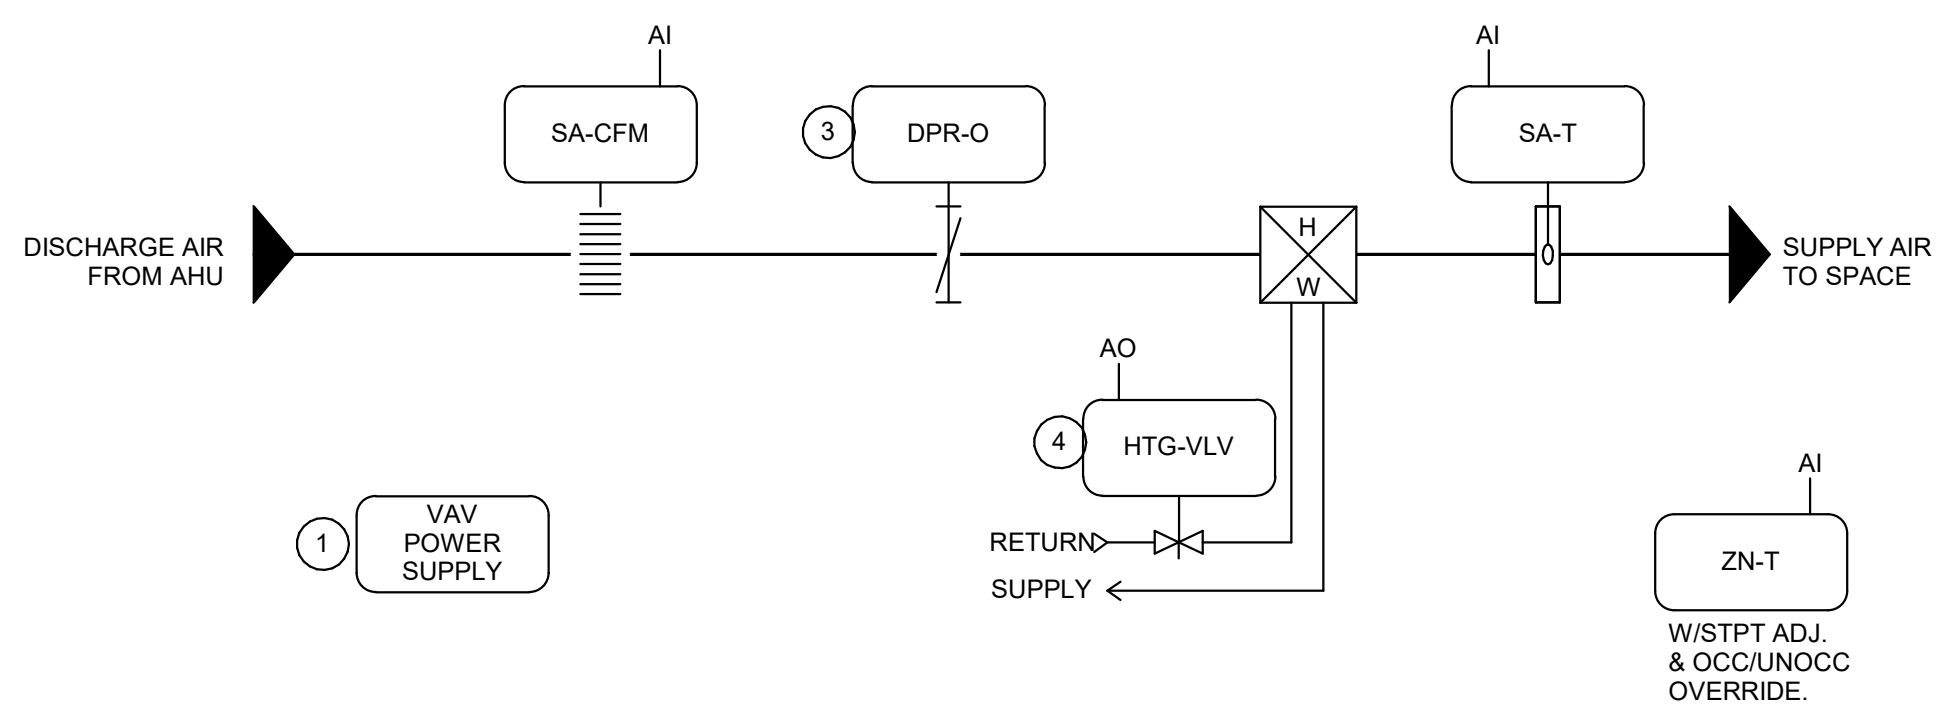 AI
AI
SA-CFM
3
DPR-O
SA-T
DISCHARGE AIR
FROM AHU
H
W
SUPPLY AIR
TO SPACE
AO
4
HTG-VLV
AI
1
VAV
POWER
SUPPLY
RETURN
SUPPLY
ZN-T
W/STPT ADJ.
& OCC/UNOCC
OVERRIDE.